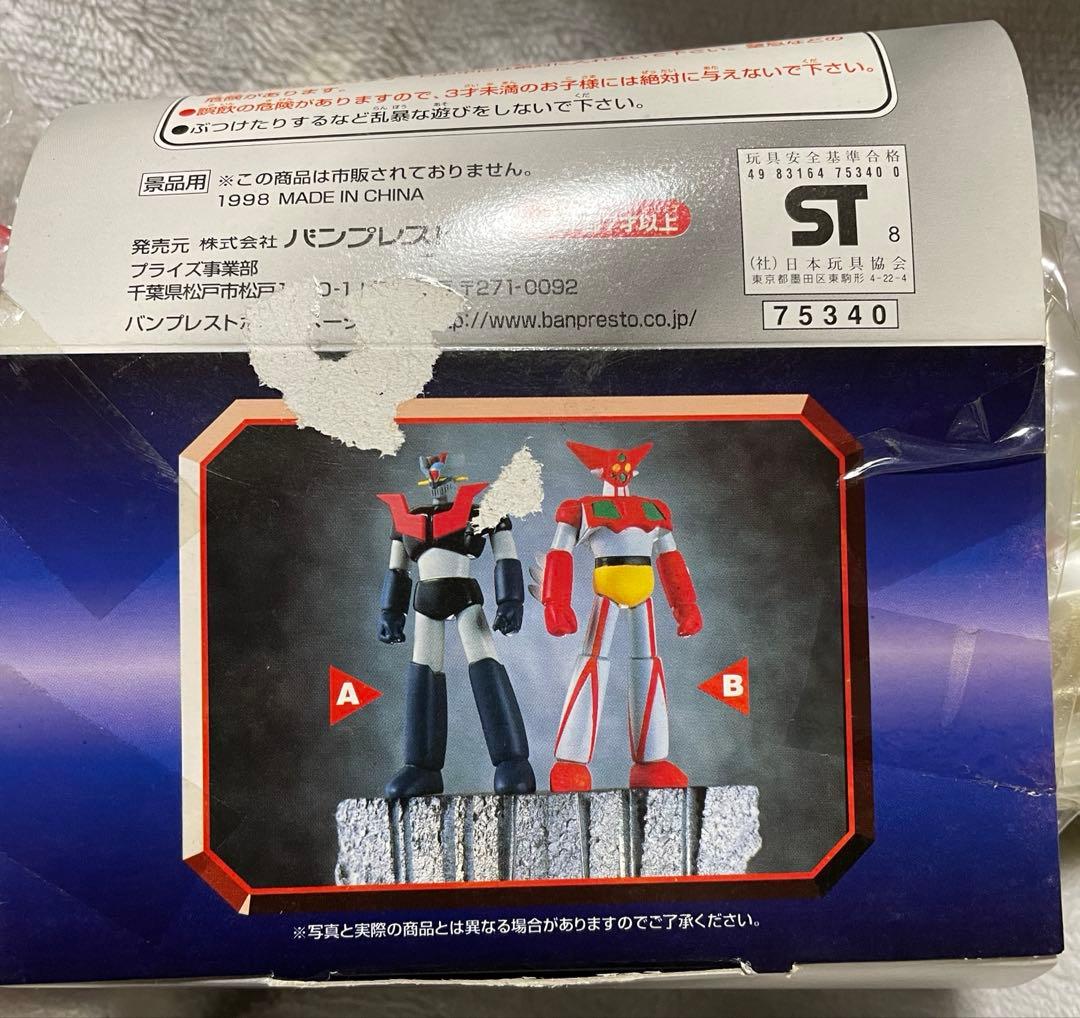 危険があります。
●誤飲の危険がありますので、3才未満のお子様には絶対に与えないで下さい。
●ぶつけたりするなど乱暴な遊びをしないで下さい。
景品用 ※この商品は市販されておりません。
1998 MADE IN CHINA
発売元 株式会社 バンプレスト
才以上
プライズ事業部
千葉県松戸市松戸 〒271-0092
バンプレスト p://www.banpresto.co.jp/
玩具安全基準合格
49 83164 75340 0
ST 8
(社)日本玩具協会
東京都墨田区東駒形 4-22-4
75340
A
B
※写真と実際の商品とは異なる場合がありますのでご了承ください。